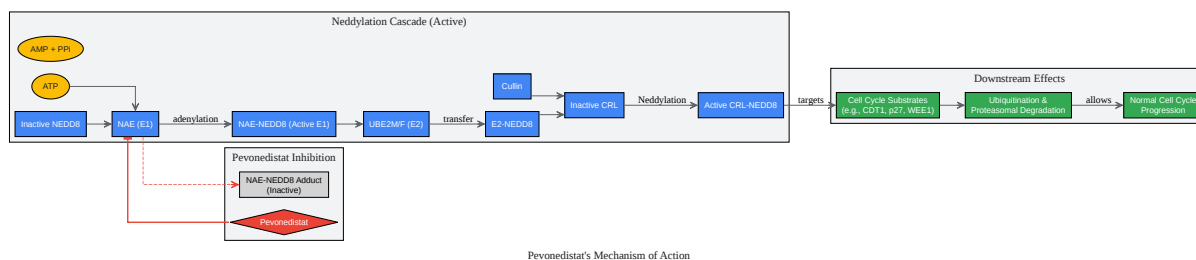 Neddylation Cascade (Active)
AMP + PPi
ATP
Inactive NEDD8
NAE (E1)
adenylation
NAE-NEDD8 (Active E1)
UBE2M/F (E2)
transfer
E2-NEDD8
Cullin
Inactive CRL
Neddylation
Active CRL-NEDD8
targets
Downstream Effects
Cell Cycle Substrates
(e.g., CDT1, p27, WEE1)
Ubiquitination &
Proteasomal Degradation
allows
Normal Cell Cycle
Progression
Pevonedistat Inhibition
NAE-NEDD8 Adduct
(Inactive)
Pevonedistat
Pevonedistat's Mechanism of Action